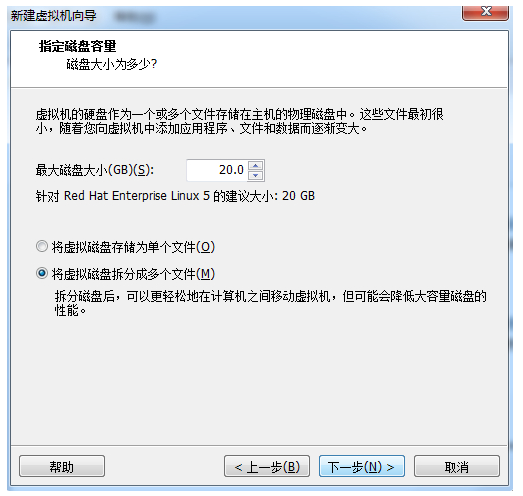 新建虚拟机向导
指定磁盘容量
磁盘大小为多少?
虚拟机的硬盘作为一个或多个文件存储在主机的物理磁盘中。这些文件最初很
小，随着您向虚拟机中添加应用程序、文件和数据而逐渐变大。
最大磁盘大小(GB)(S): 20.0
针对 Red Hat Enterprise Linux 5 的建议大小: 20 GB
将虚拟磁盘存储为单个文件(O)
将虚拟磁盘拆分成多个文件(M)
拆分磁盘后，可以更轻松地在计算机之间移动虚拟机，但可能会降低大容量磁盘的
性能。
帮助 < 上一步(B) 下一步(N) > 取消